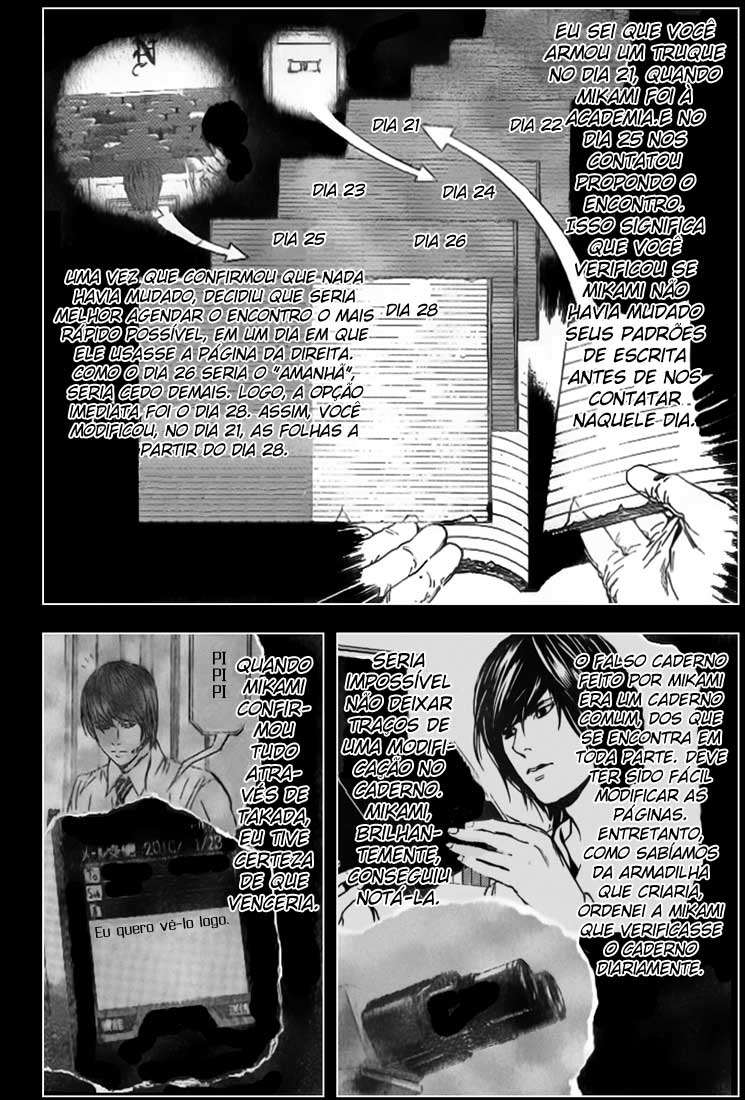 EU SEI QUE VOCÊ
ARMOU UM TRUQUE
NO DIA 21, QUANDO
MIKAMI FOI À
ACADEMIA.E NO
DIA 25 NOS
CONTATOU
PROPONDO O
ENCONTRO.
ISSO SIGNIFICA
QUE VOCÊ
VERIFICOU SE
MIKAMI NÃO
HAVIA MUDADO
SEUS PADRÕES
DE ESCRITA
ANTES DE NOS
CONTATAR
NAQUELE DIA.
N
DIA 21
DIA 22
DIA 23
DIA 24
DIA 25
DIA 26
DIA 28
UMA VEZ QUE CONFIRMOU QUE NADA
HAVIA MUDADO, DECIDIU QUE SERIA
MELHOR AGENDAR O ENCONTRO O MAIS
RÁPIDO POSSÍVEL, EM UM DIA EM QUE
ELE USASSE A PÁGINA DA DIREITA.
COMO O DIA 26 SERIA O "AMANHÃ",
SERIA CEDO DEMAIS. LOGO, A OPÇÃO
IMEDIATA FOI O DIA 28. ASSIM, VOCÊ
MODIFICOU, NO DIA 21, AS FOLHAS A
PARTIR DO DIA 28.
O FALSO CADERNO
FEITO POR MIKAMI
ERA UM CADERNO
COMUM, DOS QUE
SE ENCONTRA EM
TODA PARTE. DEVE
TER SIDO FÁCIL
MODIFICAR AS
PÁGINAS.
ENTRETANTO,
COMO SABÍAMOS
DA ARMADILHA
QUE CRIARIA,
ORDENEI A MIKAMI
QUE VERIFICASSE
O CADERNO
DIARIAMENTE.
SERIA
IMPOSSÍVEL
NÃO DEIXAR
TRAÇOS DE
UMA MODIFI-
CAÇÃO NO
CADERNO.
MIKAMI,
BRILHAN-
TEMENTE,
CONSEGUIU
NOTÁ-LA.
PI
PI
PI
QUANDO
MIKAMI
CONFIR-
MOU
TUDO
ATRA-
VÉS DE
TAKADA,
EU TIVE
CERTEZA
DE QUE
VENCERIA.
2010/ 1/28
To
Sub
Eu quero vê-lo logo.